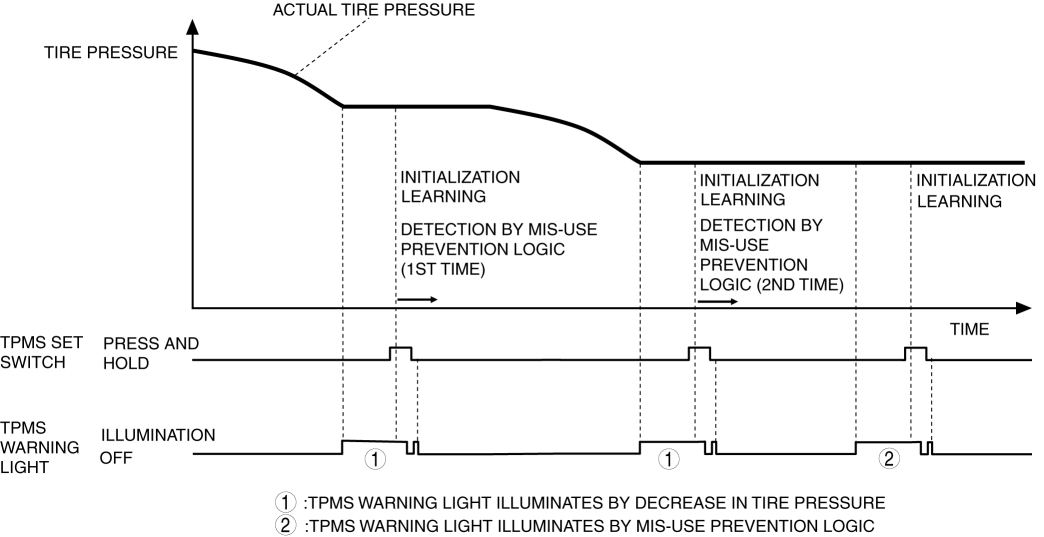 ACTUAL TIRE PRESSURE
TIRE PRESSURE
INITIALIZATION
LEARNING
DETECTION BY MIS-USE
PREVENTION LOGIC
(1ST TIME)
INITIALIZATION
LEARNING
DETECTION BY
MIS-USE
PREVENTION
LOGIC (2ND TIME)
INITIALIZATION
LEARNING
TIME
TPMS SET
SWITCH
PRESS AND
HOLD
TPMS
WARNING
LIGHT
ILLUMINATION
OFF
1
1
2
1 :TPMS WARNING LIGHT ILLUMINATES BY DECREASE IN TIRE PRESSURE
2 :TPMS WARNING LIGHT ILLUMINATES BY MIS-USE PREVENTION LOGIC